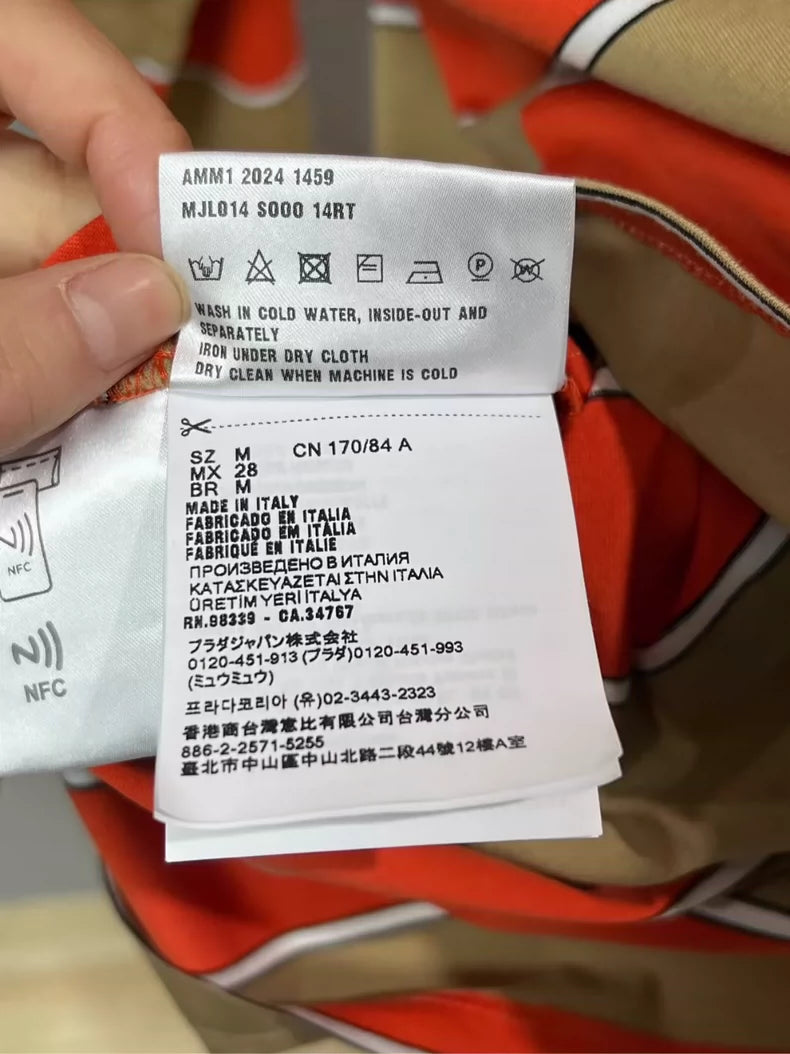 AMM1 2024 1459
MJL014 S000 14RT
P
W
WASH IN COLD WATER, INSIDE-OUT AND
SEPARATELY
IRON UNDER DRY CLOTH
DRY CLEAN WHEN MACHINE IS COLD
SZ M CN 170/84 A
MX 28
BR M
MADE IN ITALY
FABRICADO EN ITALIA
FABRICADO EM ITALIA
FABRIQUÉ EN ITALIE
ПРОИЗВЕДЕНО В ИТАЛИЯ
ΚΑΤΑΣΚΕΥΑΖΕΤΑΙ ΣΤΗΝ ΙΤΑΛΙΑ
ÜRETİM YERİ İTALYA
RN.98339 - CA.34767
プラダジャパン株式会社
0120-451-913 (プラダ)0120-451-993
(ミュウミュウ)
프라다코리아 (유)02-3443-2323
香港商台灣意比有限公司台灣分公司
886-2-2571-5255
臺北市中山區中山北路二段44號12樓A室
NFC
NFC